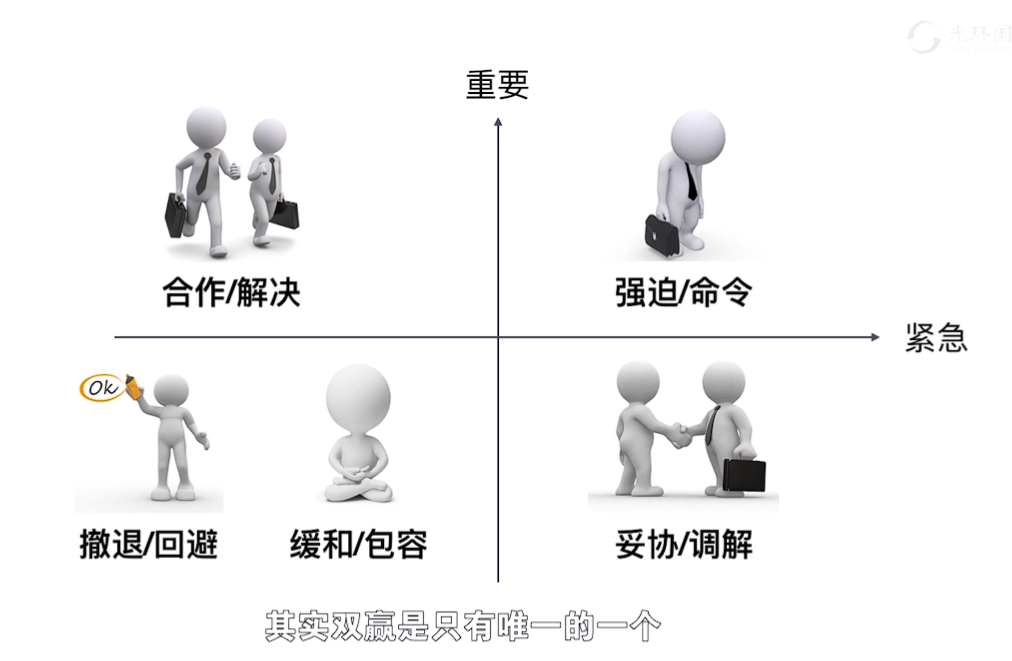 光环国
重要
合作/解决
强迫/命令
紧急
Ok
撤退/回避
缓和/包容
妥协/调解
其实双赢是只有唯一的一个